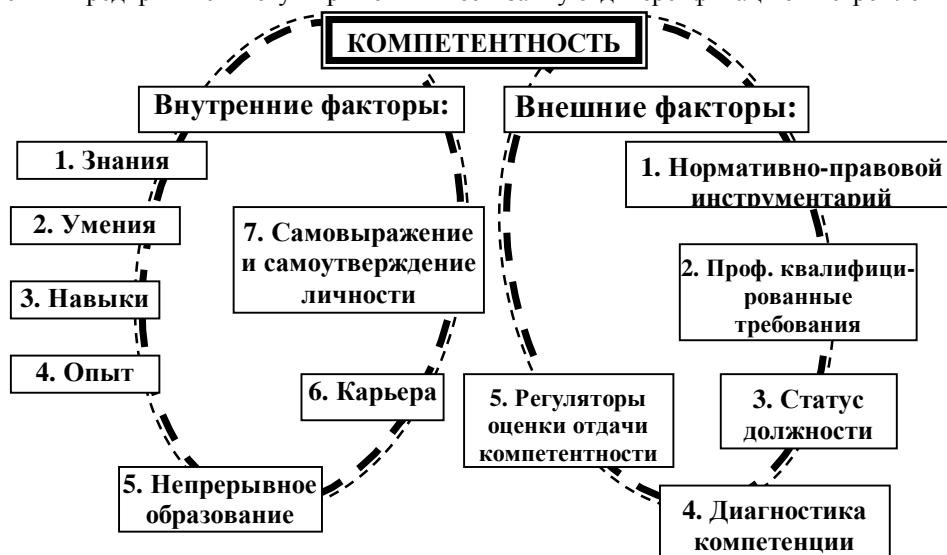 КОМПЕТЕНТНОСТЬ
Внутренние факторы:
1. Знания
2. Умения
3. Навыки
4. Опыт
5. Непрерывное
образование
6. Карьера
7. Самовыражение
и самоутверждение
личности
Внешние факторы:
1. Нормативно-правовой
инструментарий
2. Проф. квалифици-
рованные
требования
3. Статус
должности
4. Диагностика
компетенции
5. Регуляторы
оценки отдачи
компетентности